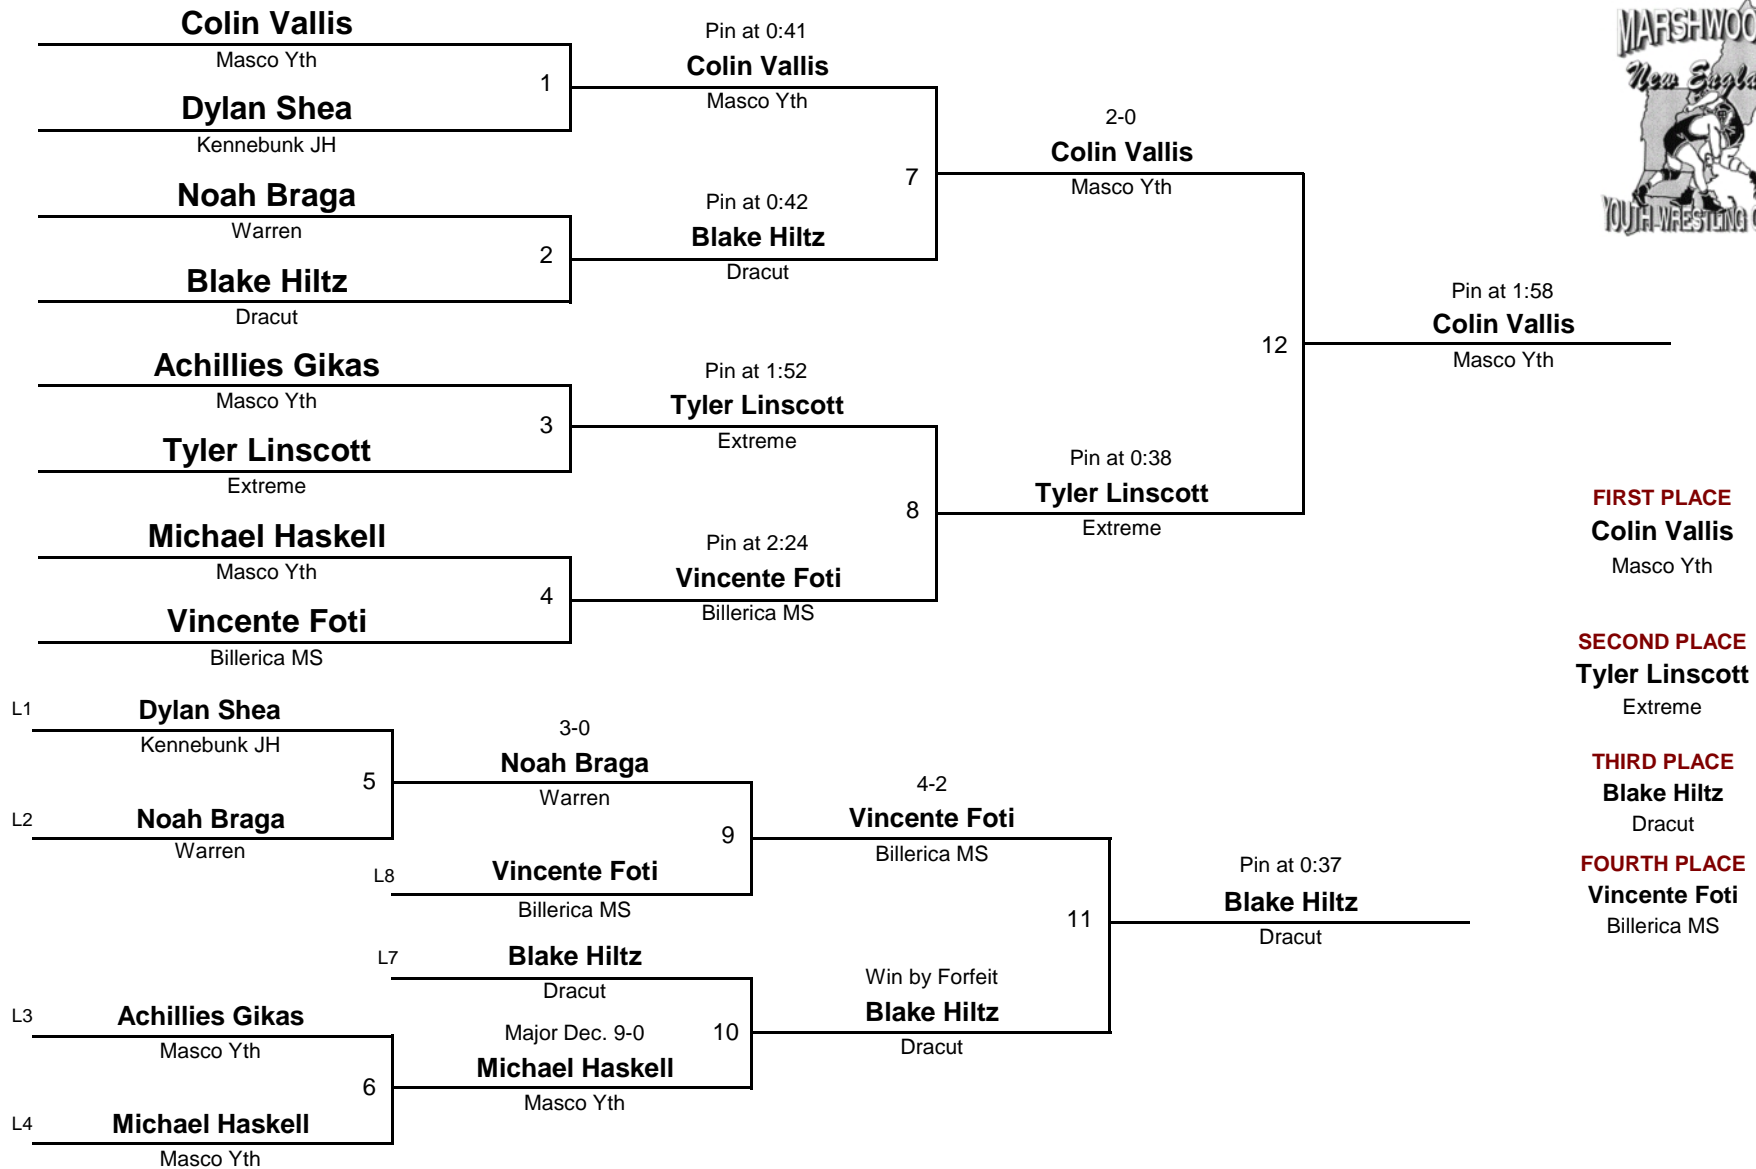 Colin Vallis
Masco Yth
1
Dylan Shea
Kennebunk JH
Noah Braga
Warren
2
Blake Hiltz
Dracut
Achillies Gikas
Masco Yth
3
Tyler Linscott
Extreme
Michael Haskell
Masco Yth
4
Vincente Foti
Billerica MS
Pin at 0:41
Colin Vallis
Masco Yth
7
Pin at 0:42
Blake Hiltz
Dracut
Pin at 1:52
Tyler Linscott
Extreme
8
Pin at 2:24
Vincente Foti
Billerica MS
2-0
Colin Vallis
Masco Yth
12
Pin at 0:38
Tyler Linscott
Extreme
Pin at 1:58
Colin Vallis
Masco Yth
L1
Dylan Shea
Kennebunk JH
5
L2
Noah Braga
Warren
L3
Achillies Gikas
Masco Yth
6
L4
Michael Haskell
Masco Yth
3-0
Noah Braga
Warren
9
L8
Vincente Foti
Billerica MS
L7
Blake Hiltz
Dracut
10
Major Dec. 9-0
Michael Haskell
Masco Yth
4-2
Vincente Foti
Billerica MS
11
Win by Forfeit
Blake Hiltz
Dracut
Pin at 0:37
Blake Hiltz
Dracut
New
YOUTH WRESTLING
FIRST PLACE
Colin Vallis
Masco Yth
SECOND PLACE
Tyler Linscott
Extreme
THIRD PLACE
Blake Hiltz
Dracut
FOURTH PLACE
Vincente Foti
Billerica MS